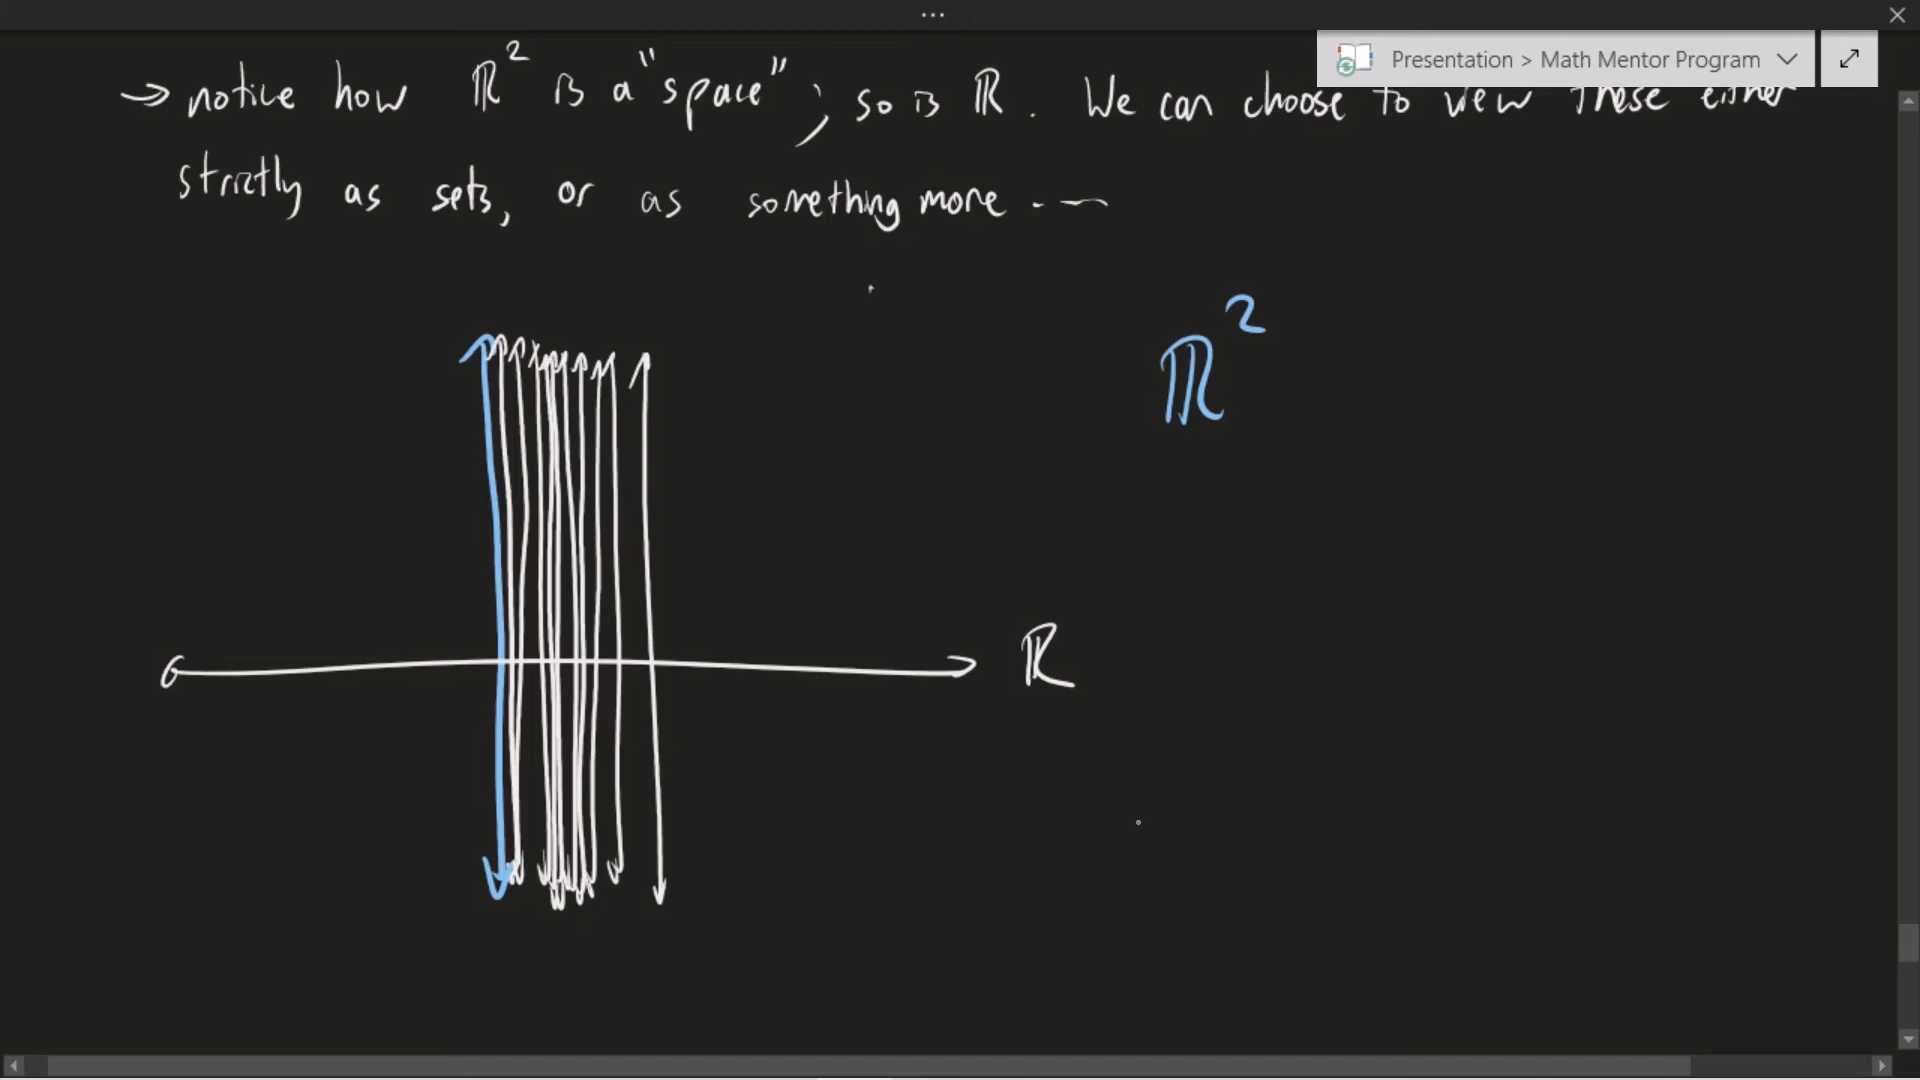 ...
Presentation > Math Mentor Program
→ notice how ℝ² is a "space"; so is ℝ. We can choose to view these either
strictly as sets, or as something more ...
ℝ²
ℝ